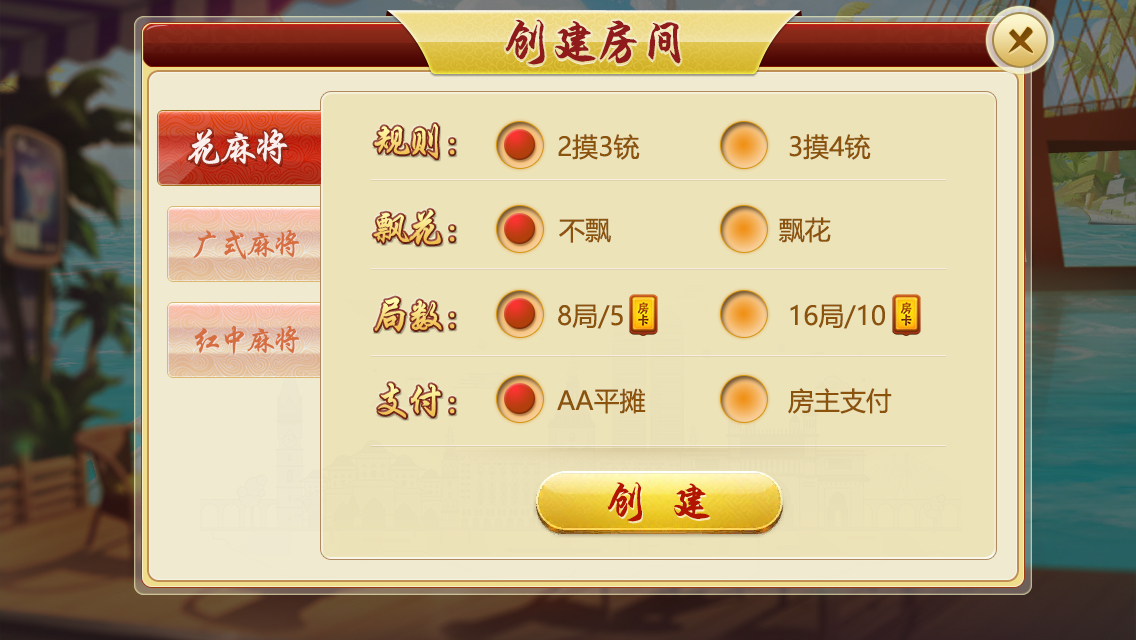 创建房间
花麻将
广式麻将
红中麻将
规则： 2摸3铳 3摸4铳
飘花： 不飘 飘花
局数： 8局/5房卡 16局/10房卡
支付： AA平摊 房主支付
创建